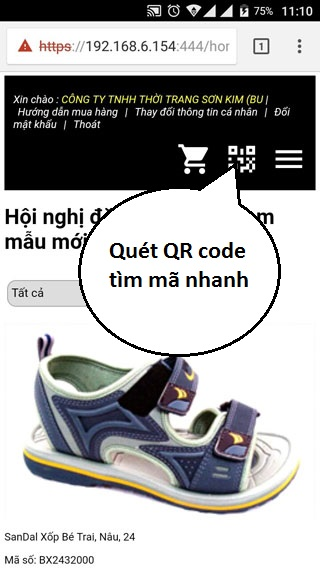 75% 11:10
https://192.168.6.154:444/hor
1
Xin chào : CÔNG TY TNHH THỜI TRANG SƠN KIM (BU |
Hướng dẫn mua hàng | Thay đổi thông tin cá nhân | Đổi
mật khẩu | Thoát
Hội nghị m
mẫu mới
Quét QR code
tìm mã nhanh
Tất cả
SanDal Xốp Bé Trai, Nâu, 24
Mã số: BX2432000